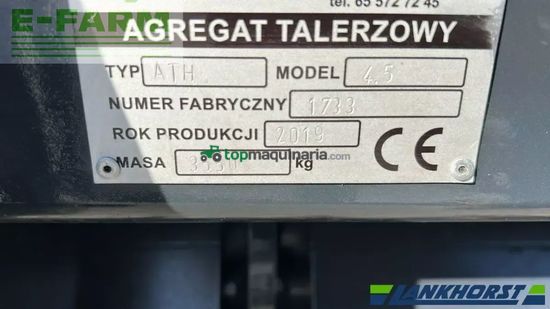 E-FARM
tel. 65 572 72 45
AGREGAT TALERZOWY
TYP ATH MODEL 4.5
NUMER FABRYCZNY 1733
ROK PRODUKCJI 2019
MASA kg
CE
topmaquinaria.com
LANKHORST